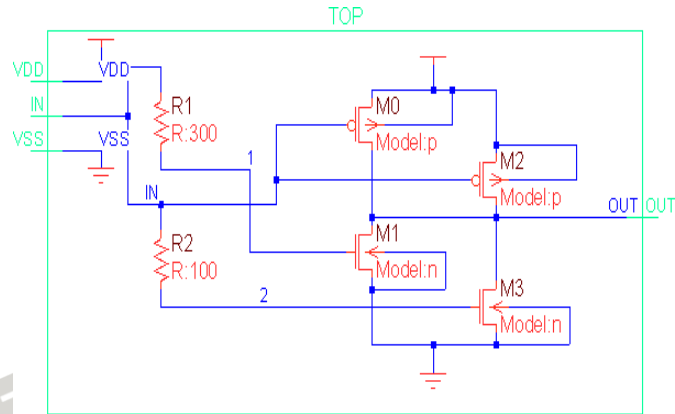 TOP
VDD
VDD
R1
R:300
M0
Model:p
IN
VSS
VSS
1
M2
Model:p
IN
OUT
OUT
R2
R:100
M1
Model:n
2
M3
Model:n